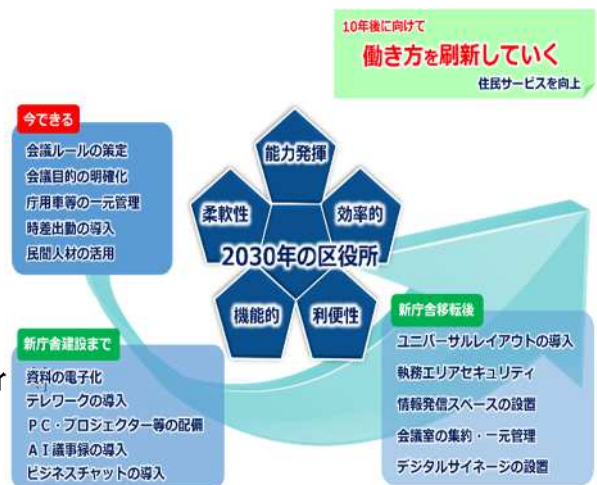 10年後に向けて
働き方を刷新していく
住民サービスを向上
今できる
会議ルールの策定
会議目的の明確化
庁用車等の一元管理
時差出勤の導入
民間人材の活用
能力発揮
柔軟性
効率的
2030年の区役所
機能的
利便性
新庁舎建設まで
資料の電子化
テレワークの導入
PC・プロジェクター等の配備
AI議事録の導入
ビジネスチャットの導入
新庁舎移転後
ユニバーサルレイアウトの導入
執務エリアセキュリティ
情報発信スペースの設置
会議室の集約・一元管理
デジタルサイネージの設置